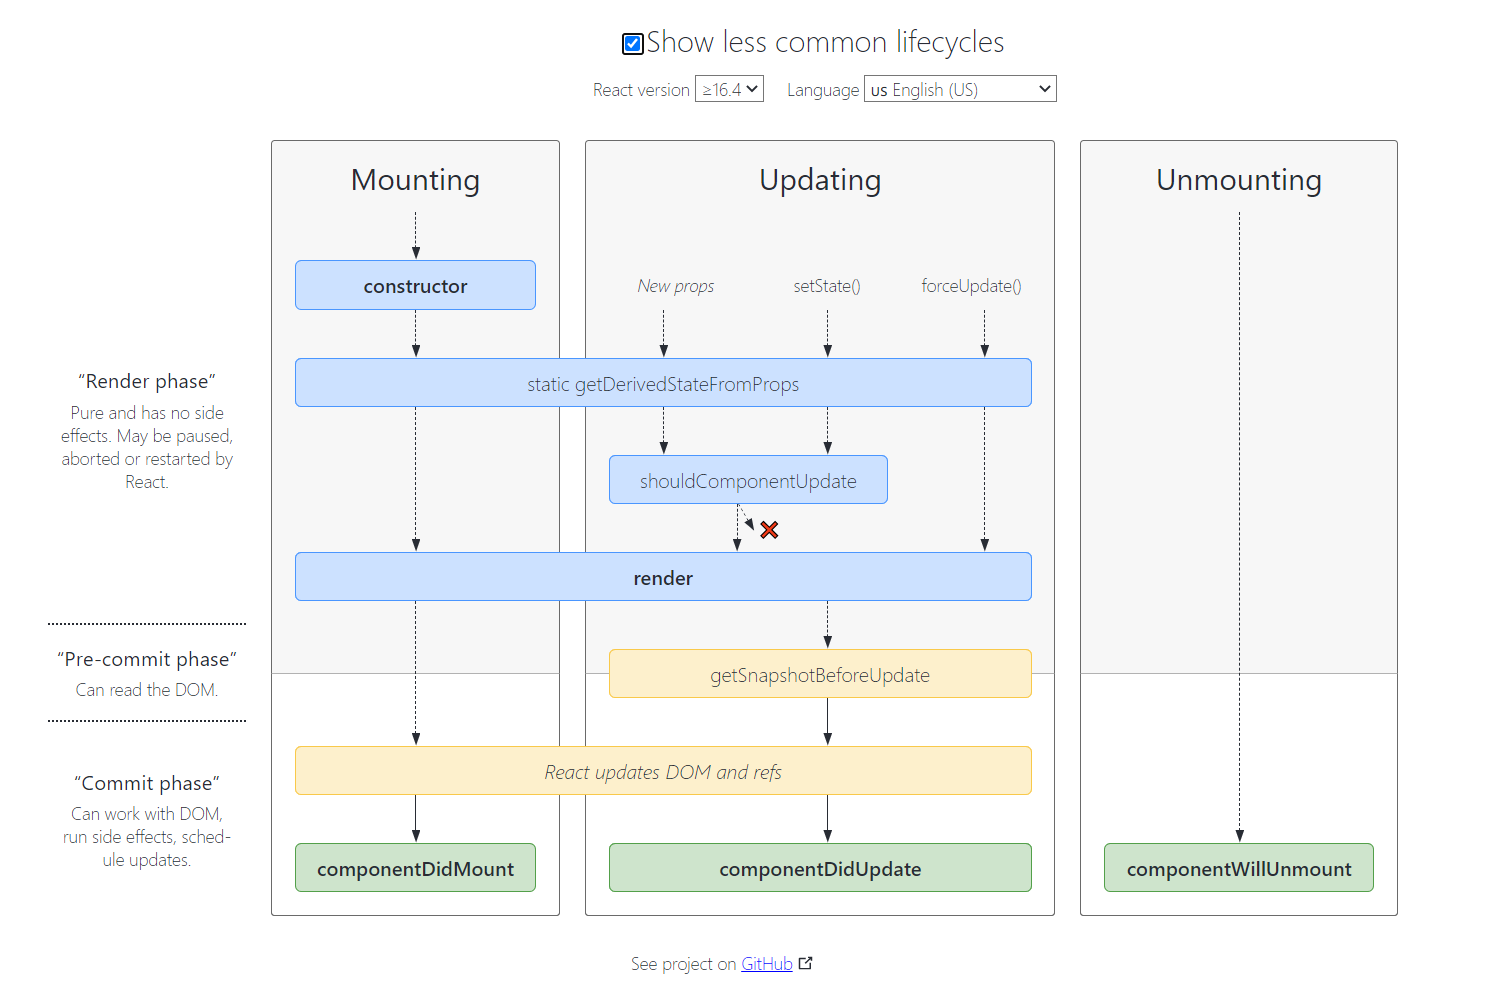 Show less common lifecycles
React version ≥16.4 Language us English (US)
Mounting
Updating
Unmounting
constructor
New props
setState()
forceUpdate()
“Render phase”
Pure and has no side
effects. May be paused,
aborted or restarted by
React.
static getDerivedStateFromProps
shouldComponentUpdate
render
“Pre-commit phase”
Can read the DOM.
getSnapshotBeforeUpdate
“Commit phase”
Can work with DOM,
run side effects, sched-
ule updates.
React updates DOM and refs
componentDidMount
componentDidUpdate
componentWillUnmount
See project on GitHub